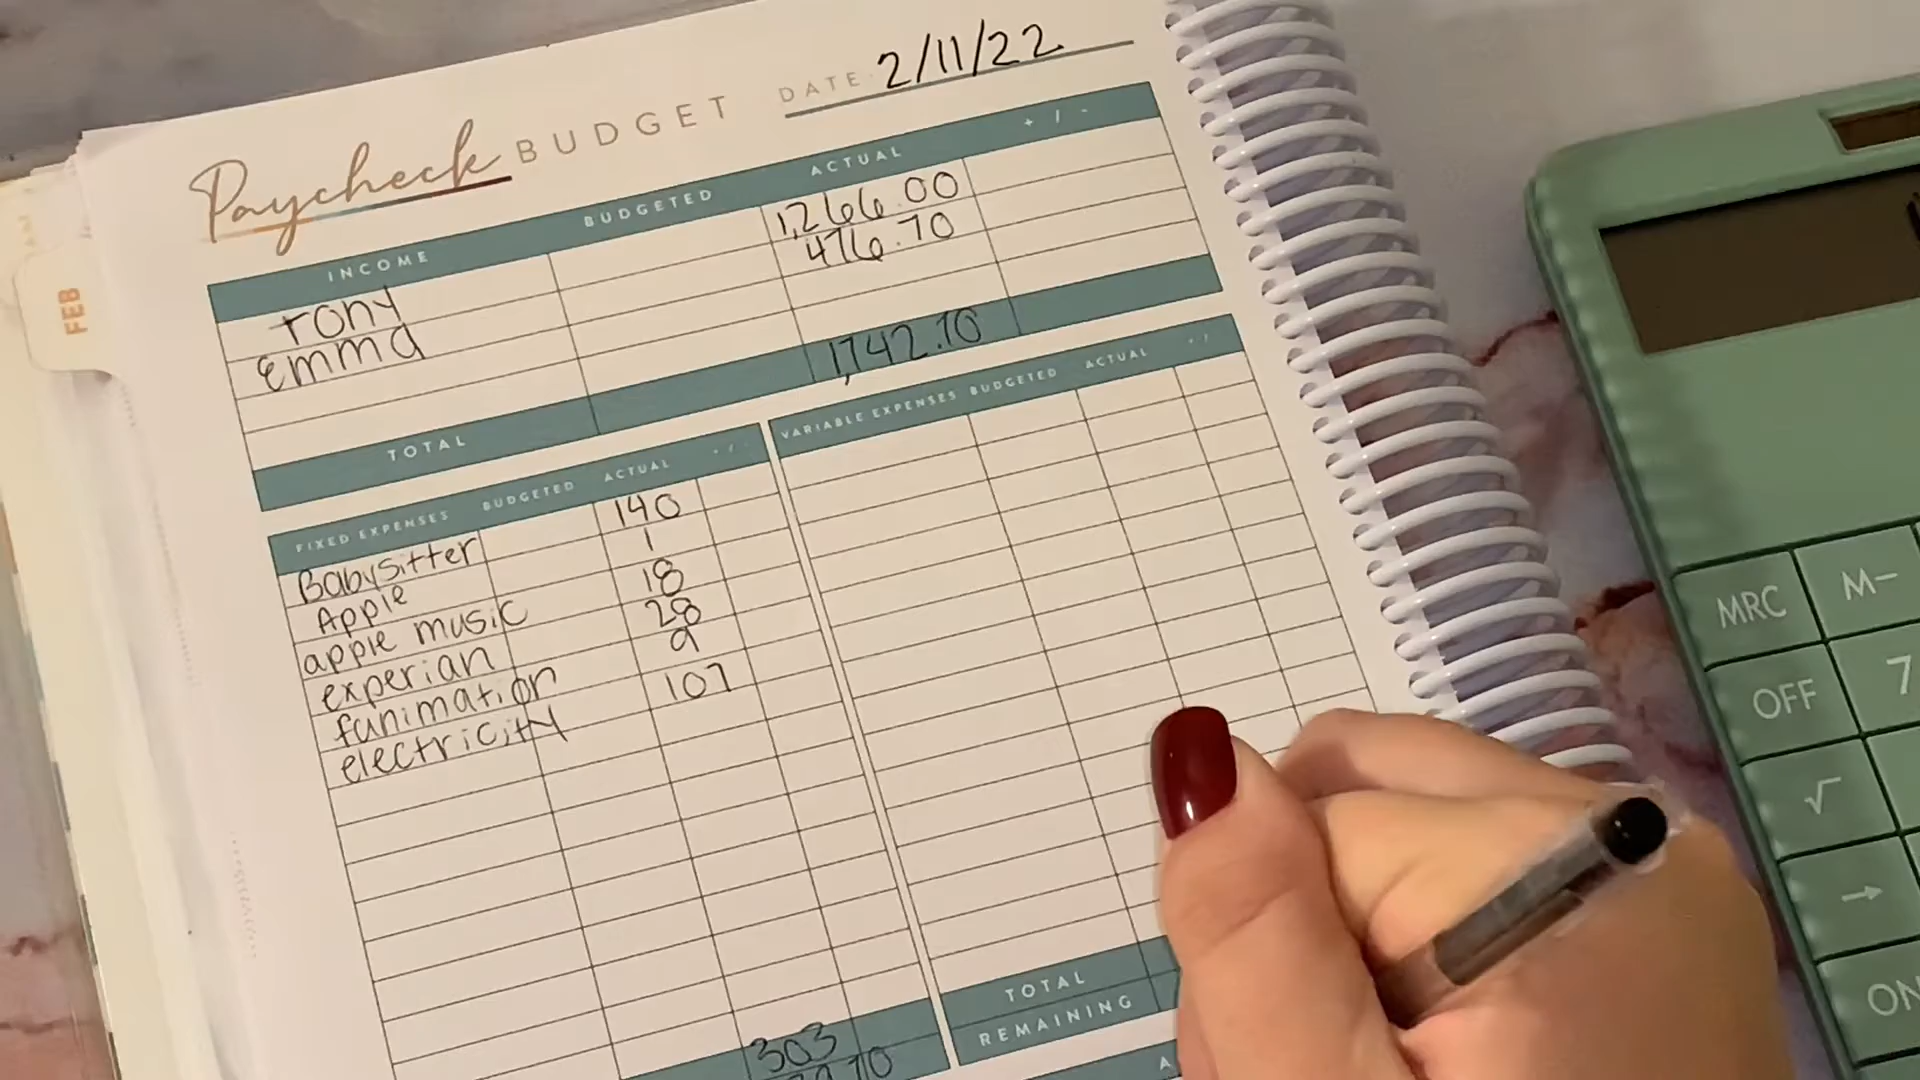 Paycheck BUDGET DATE: 2/11/22
INCOME BUDGETED ACTUAL + / -
Tony 1,266.00
Emma 476.70
TOTAL 1,742.70
FIXED EXPENSES BUDGETED ACTUAL + / -
Babysitter 140
Apple 1
apple music 18
experian 28
funimation 9
electricity 107
303
VARIABLE EXPENSES BUDGETED ACTUAL + /
TOTAL
REMAINING
FEB
MRC M−
OFF 7
√
→
ON